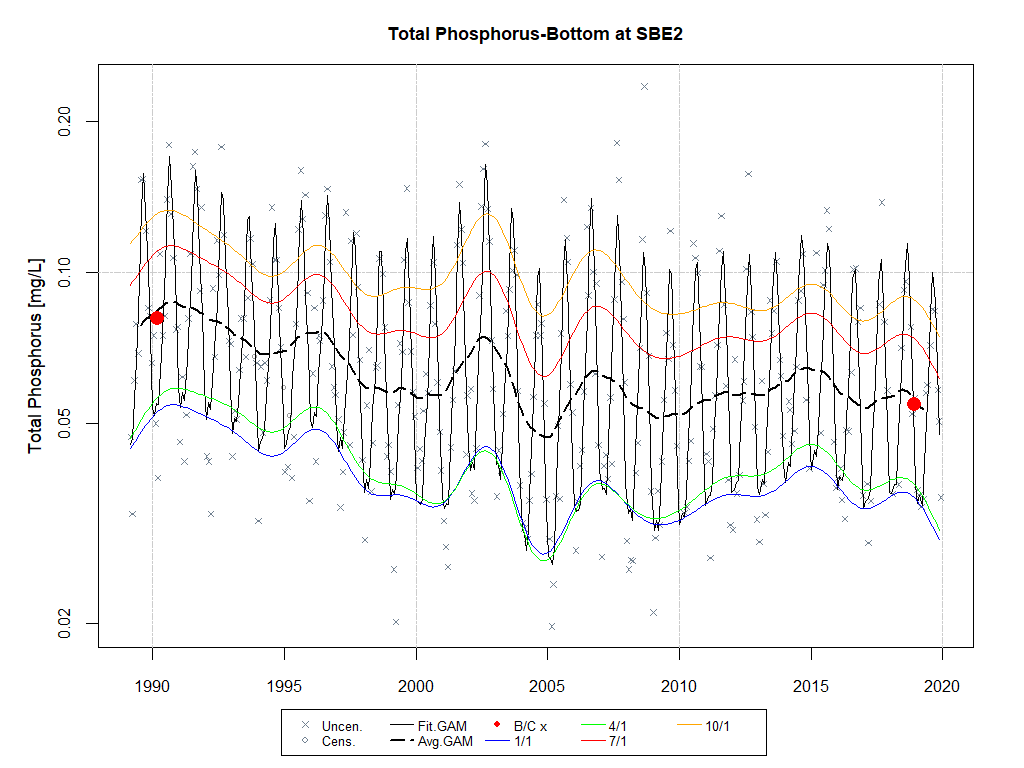 Total Phosphorus-Bottom at SBE2
Total Phosphorus [mg/L]
0.20
0.10
0.05
0.02
1990 1995 2000 2005 2010 2015 2020
Uncen. Fit.GAM B/C x 4/1 10/1
Cens. Avg.GAM 1/1 7/1